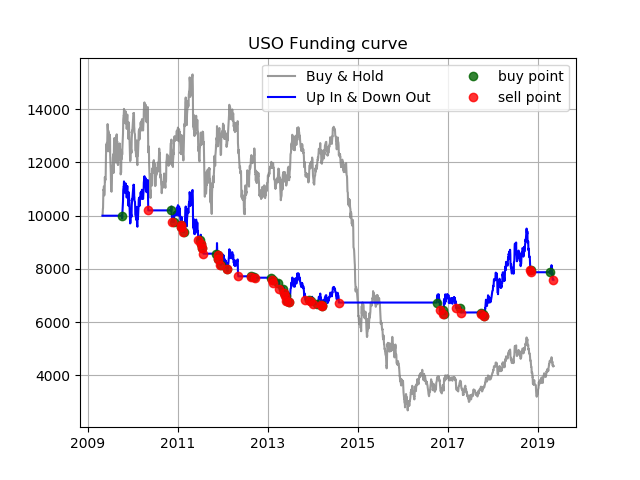 USO Funding curve
Buy & Hold
Up In & Down Out
buy point
sell point
14000
12000
10000
8000
6000
4000
2009 2011 2013 2015 2017 2019